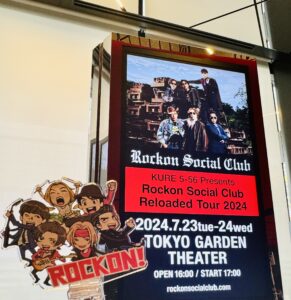 Rockon Social Club
KURE 5-56 Presents
Rockon Social Club
Reloaded Tour 2024
2024.7.23tue-24wed
TOKYO GARDEN
THEATER
OPEN 16:00 / START 17:00
rockonsocialclub.com
ROCKON!